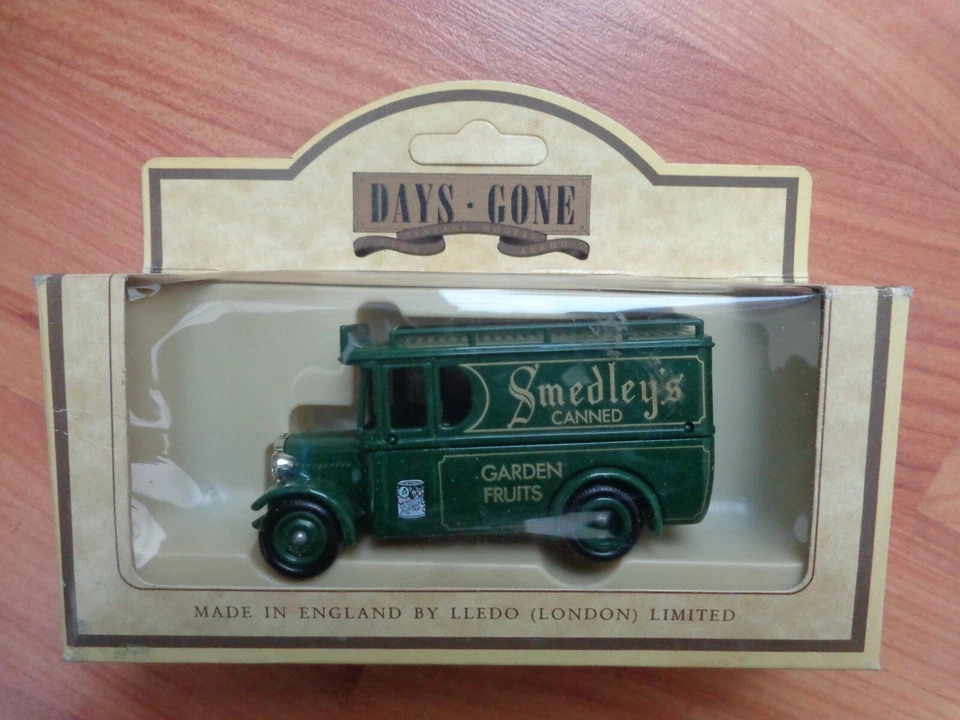 DAYS · GONE
Smedley's
CANNED
GARDEN
FRUITS
MADE IN ENGLAND BY LLEDO (LONDON) LIMITED